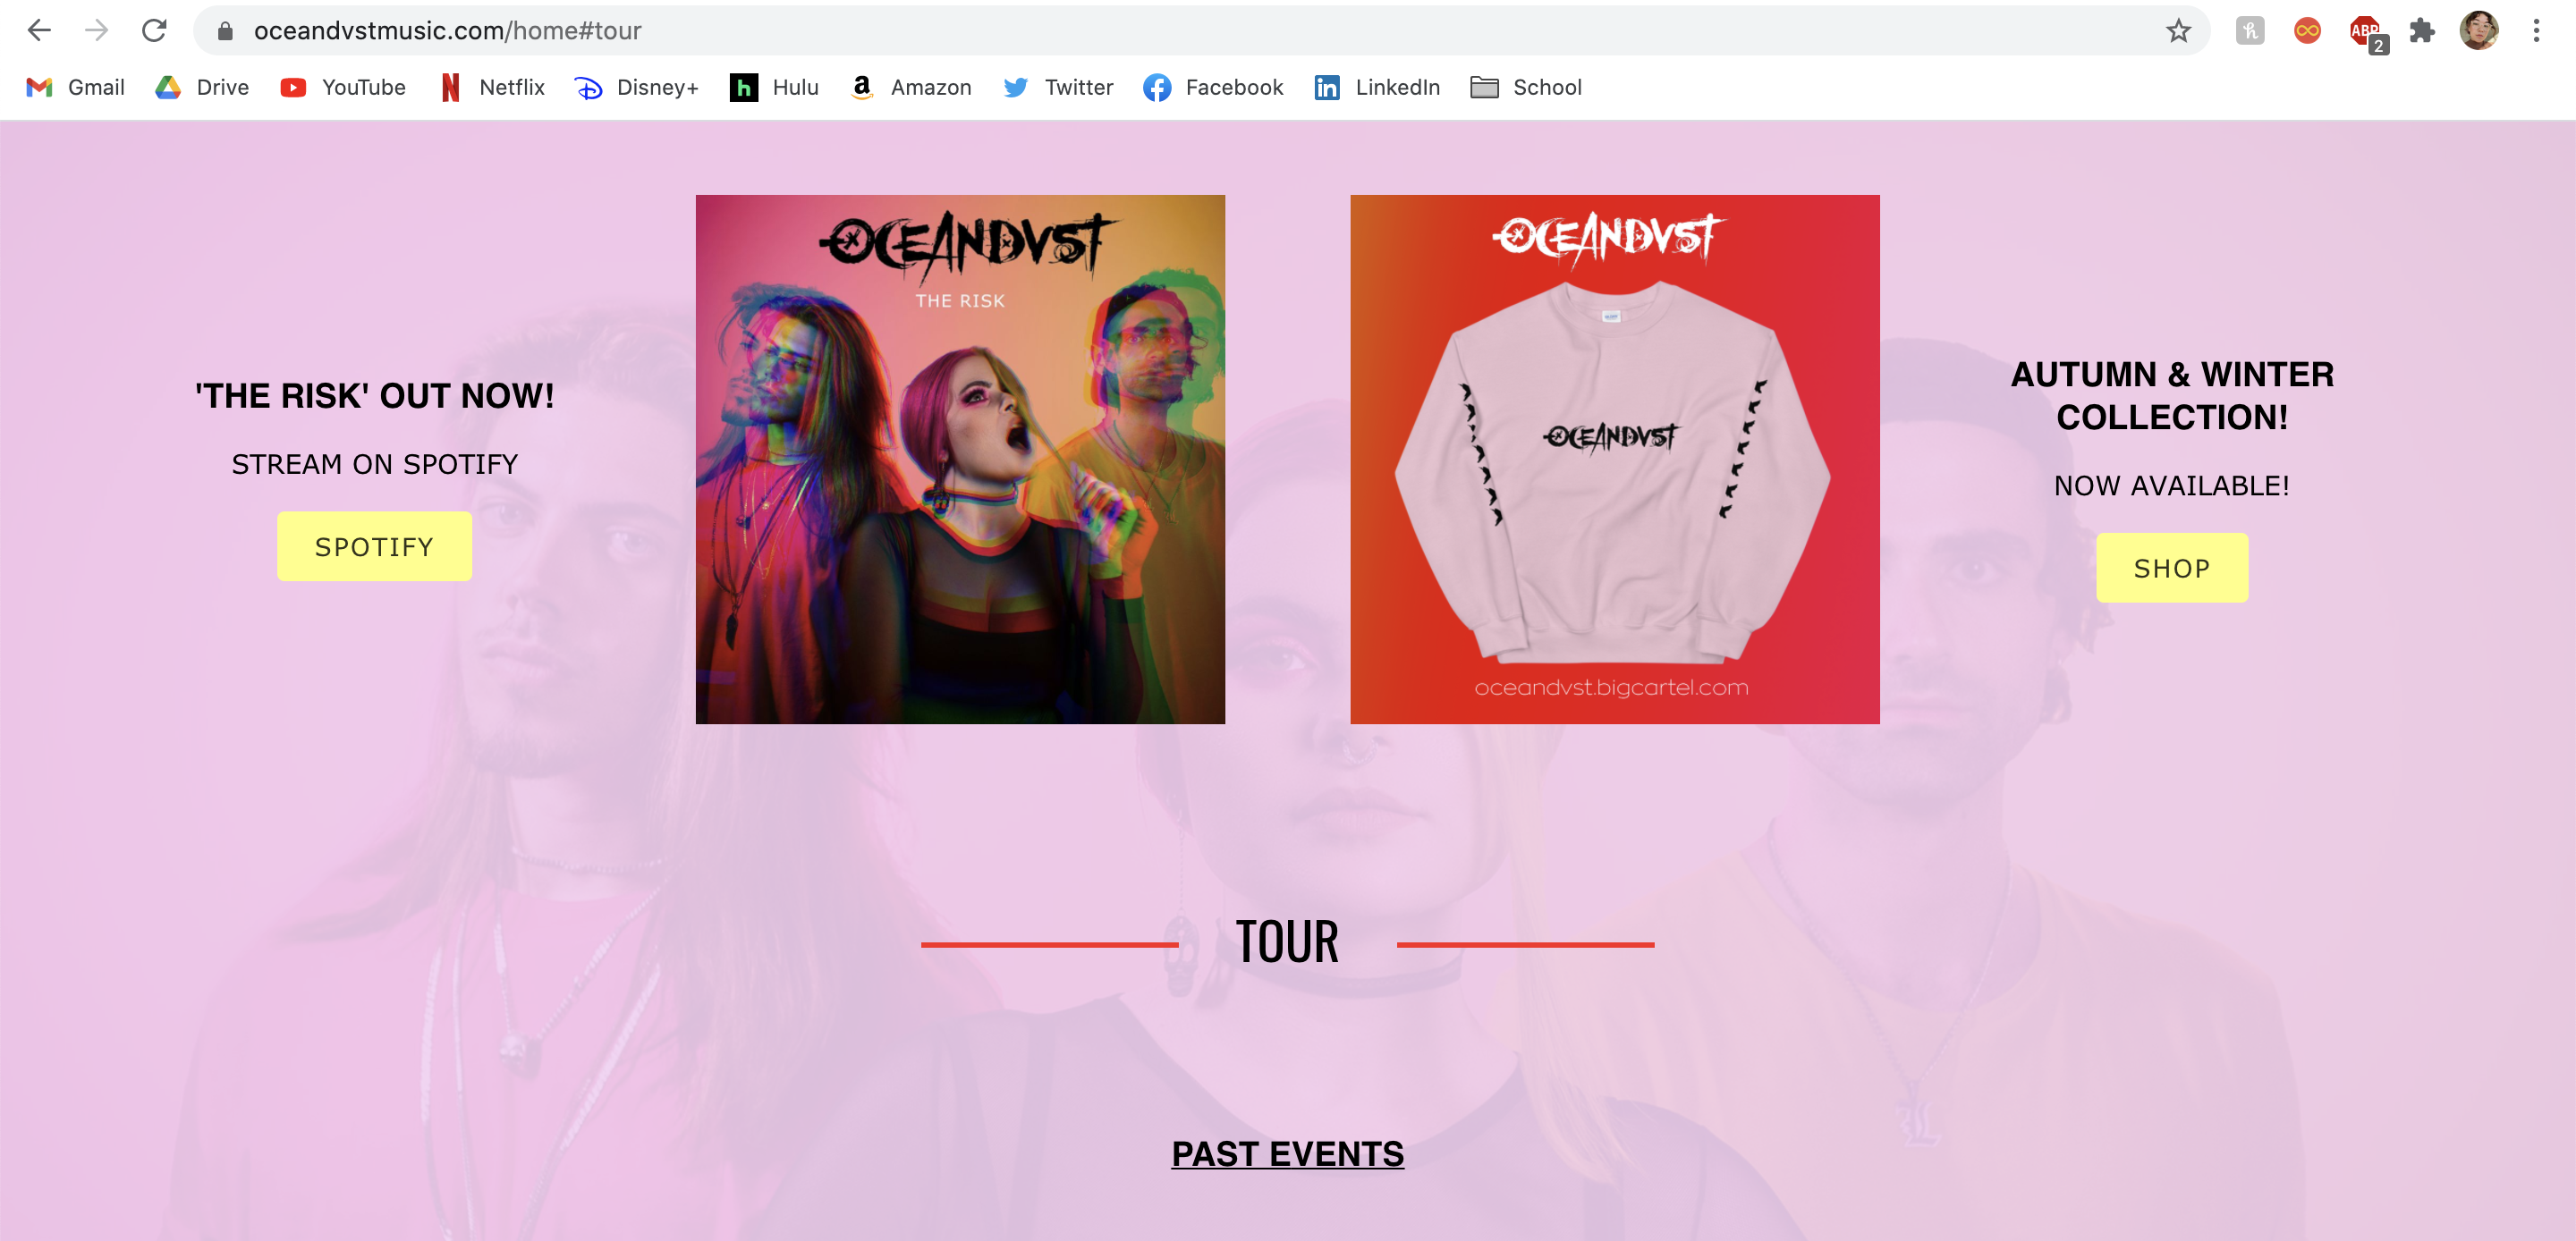 oceandvstmusic.com/home#tour
ABP
2
Gmail
Drive
YouTube
Netflix
Disney+
h
Hulu
a
Amazon
Twitter
Facebook
LinkedIn
School
'THE RISK' OUT NOW!
STREAM ON SPOTIFY
SPOTIFY
OCEANDVST
THE RISK
OCEANDVST
OCEANDVST
oceandvst.bigcartel.com
AUTUMN & WINTER
COLLECTION!
NOW AVAILABLE!
SHOP
TOUR
PAST EVENTS